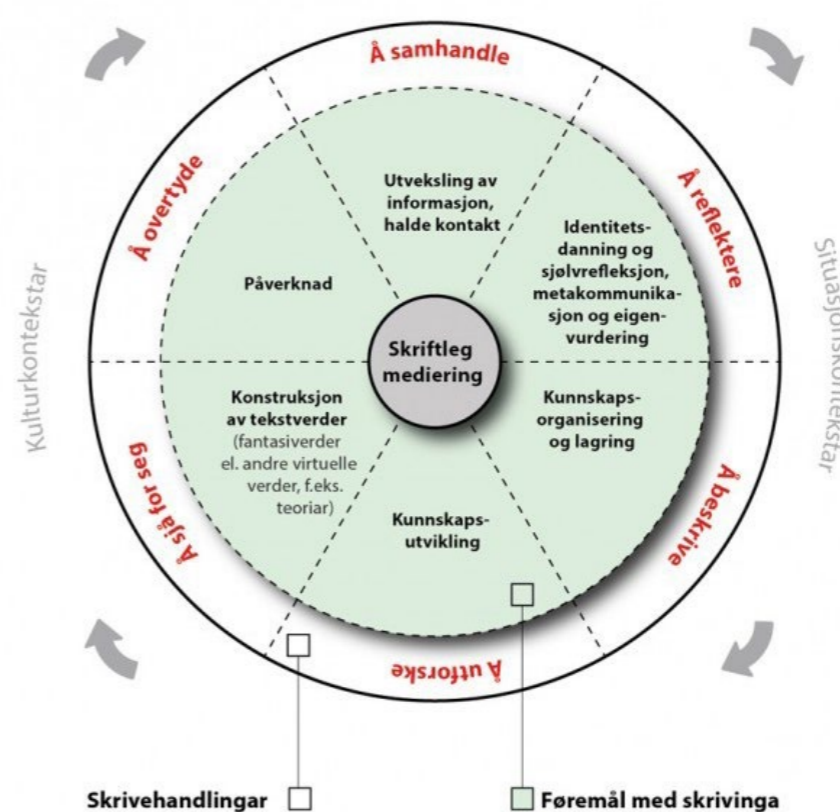 Å samhandle
Å overtyde
Å reflektere
Utveksling av
informasjon,
halde kontakt
Identitets-
danning og
sjølvrefleksjon,
metakommunika-
sjon og eigen-
vurdering
Påverknad
Kulturkontekstar
Situasjonskontekstar
Skriftleg
mediering
Konstruksjon
av tekstverder
(fantasiverder
el. andre virtuelle
verder, f.eks.
teoriar)
Kunnskaps-
organisering
og lagring
Å sjå for seg
Kunnskaps-
utvikling
Å beskrive
Å utforske
Skrivehandlingar
Føremål med skrivinga